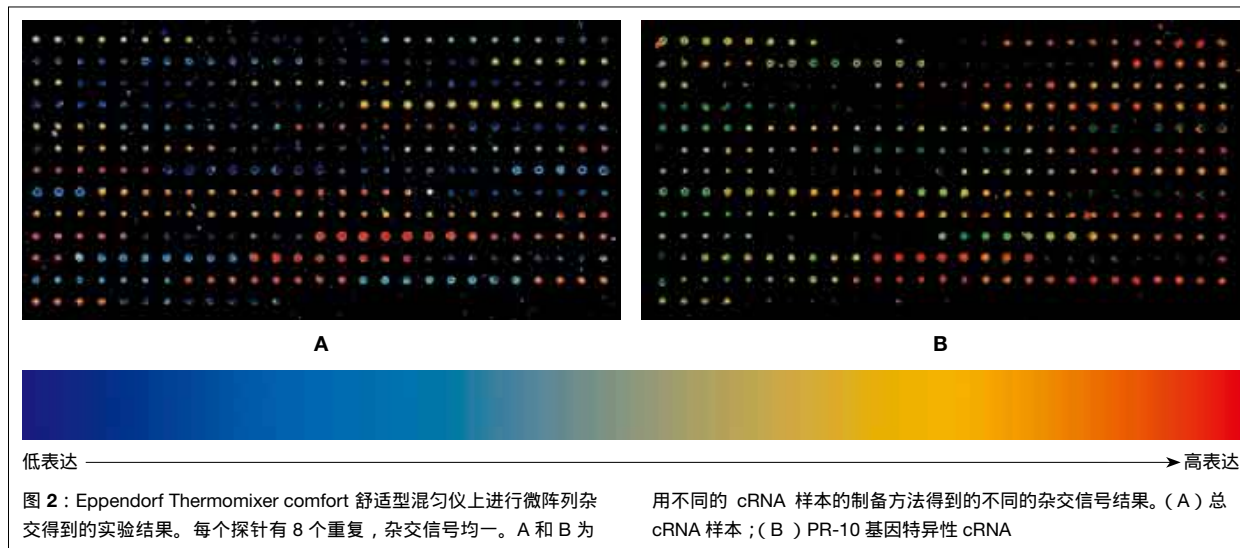 A
B
低表达
高表达
图 2：Eppendorf Thermomixer comfort 舒适型混匀仪上进行微阵列杂
交得到的实验结果。每个探针有 8 个重复，杂交信号均一。A 和 B 为
用不同的 cRNA 样本的制备方法得到的不同的杂交信号结果。（A）总
cRNA 样本；（B ）PR-10 基因特异性 cRNA